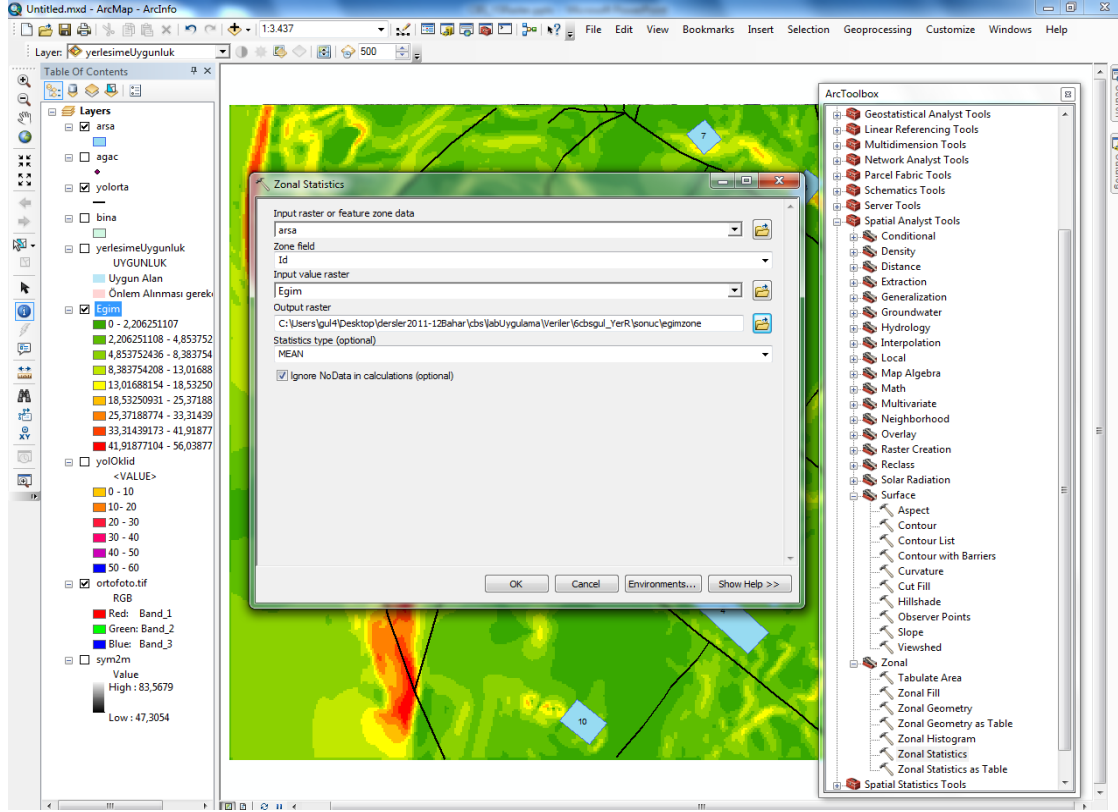 Untitled.mxd - ArcMap - ArcInfo
1:3.437
File Edit View Bookmarks Insert Selection Geoprocessing Customize Windows Help
Layer: yerlesimeUygunluk
500
Table Of Contents
Layers
arsa
agac
yolorta
bina
yerlesimeUygunluk
UYGUNLUK
Uygun Alan
Önlem Alınması gerek
Egim
0 - 2,206251107
2,206251108 - 4,853752
4,853752436 - 8,383754
8,383754208 - 13,01688
13,01688154 - 18,53250
18,53250931 - 25,37188
25,37188774 - 33,31439
33,31439173 - 41,91877
41,91877104 - 56,03877
yolOklid
<VALUE>
0 - 10
10- 20
20 - 30
30 - 40
40 - 50
50 - 60
ortofoto.tif
RGB
Red: Band_1
Green: Band_2
Blue: Band_3
sym2m
Value
High : 83,5679
Low : 47,3054
7
Zonal Statistics
Input raster or feature zone data
arsa
Zone field
Id
Input value raster
Egim
Output raster
C:\Users\gul4\Desktop\dersler2011-12Bahar\cbs\labUygulama\Veriler\6cbsgul_YerR\sonuc\egimzone
Statistics type (optional)
MEAN
Ignore NoData in calculations (optional)
OK Cancel Environments... Show Help >>
10
ArcToolbox
Geostatistical Analyst Tools
Linear Referencing Tools
Multidimension Tools
Network Analyst Tools
Parcel Fabric Tools
Schematics Tools
Server Tools
Spatial Analyst Tools
Conditional
Density
Distance
Extraction
Generalization
Groundwater
Hydrology
Interpolation
Local
Map Algebra
Math
Multivariate
Neighborhood
Overlay
Raster Creation
Reclass
Solar Radiation
Surface
Aspect
Contour
Contour List
Contour with Barriers
Curvature
Cut Fill
Hillshade
Observer Points
Slope
Viewshed
Zonal
Tabulate Area
Zonal Fill
Zonal Geometry
Zonal Geometry as Table
Zonal Histogram
Zonal Statistics
Zonal Statistics as Table
Spatial Statistics Tools